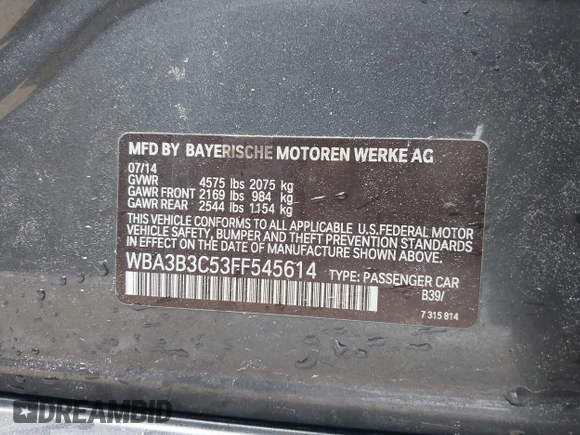 MFD BY BAYERISCHE MOTOREN WERKE AG
07/14
GVWR 4575 lbs 2075 kg
GAWR FRONT 2169 lbs 984 kg
GAWR REAR 2544 lbs 1.154 kg
THIS VEHICLE CONFORMS TO ALL APPLICABLE U.S.FEDERAL MOTOR
VEHICLE SAFETY, BUMPER, AND THEFT PREVENTION STANDARDS
IN EFFECT ON THE DATE OF MANUFACTURE SHOWN ABOVE.
WBA3B3C53FF545614 TYPE: PASSENGER CAR
B39/
7 315 814
DREAMBID